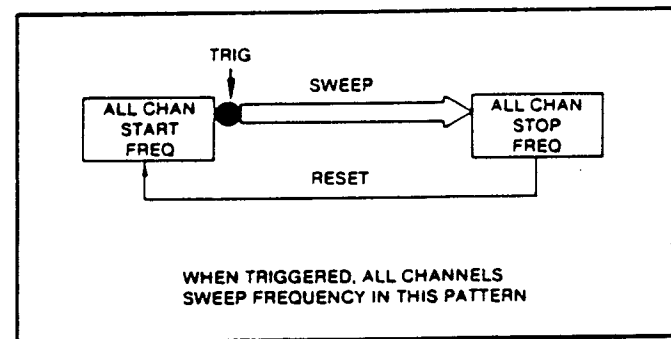 TRIG
SWEEP
ALL CHAN
START
FREQ
ALL CHAN
STOP
FREQ
RESET
WHEN TRIGGERED, ALL CHANNELS
SWEEP FREQUENCY IN THIS PATTERN